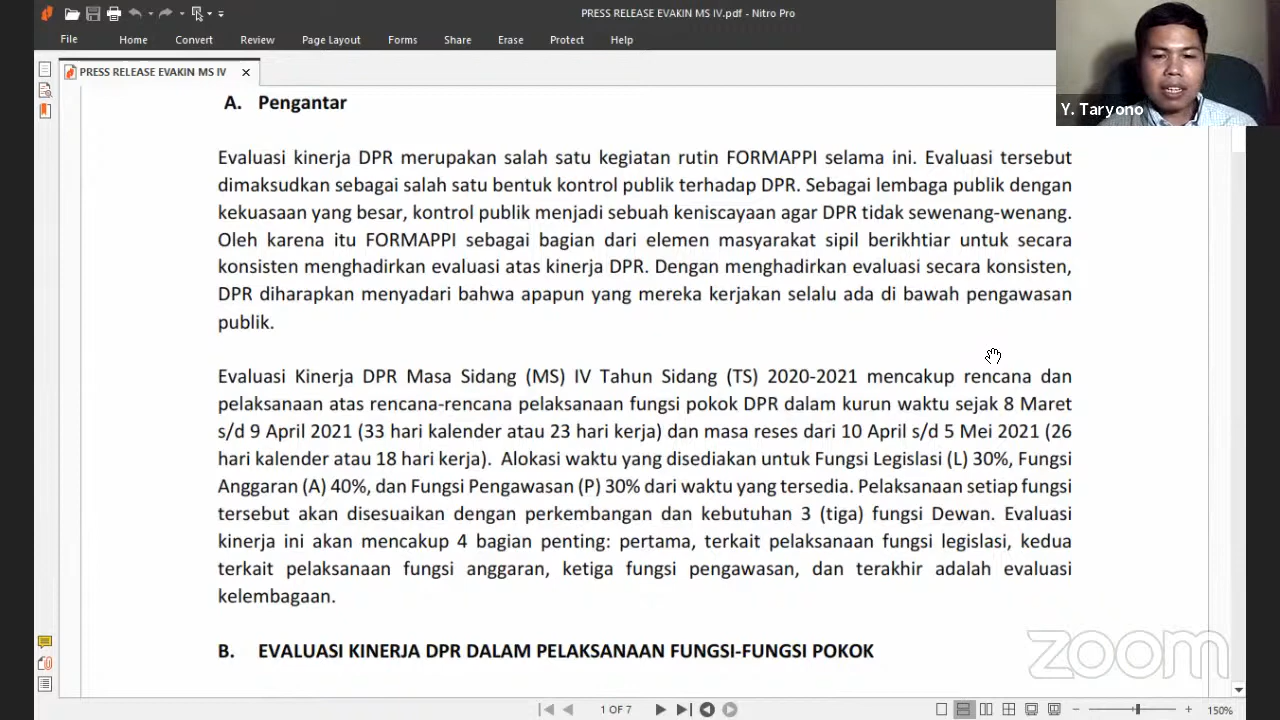 PRESS RELEASE EVAKIN MS IV.pdf - Nitro Pro
File Home Convert Review Page Layout Forms Share Erase Protect Help
PRESS RELEASE EVAKIN MS IV
Y. Taryono
A. Pengantar
Evaluasi kinerja DPR merupakan salah satu kegiatan rutin FORMAPPI selama ini. Evaluasi tersebut
dimaksudkan sebagai salah satu bentuk kontrol publik terhadap DPR. Sebagai lembaga publik dengan
kekuasaan yang besar, kontrol publik menjadi sebuah keniscayaan agar DPR tidak sewenang-wenang.
Oleh karena itu FORMAPPI sebagai bagian dari elemen masyarakat sipil berikhtiar untuk secara
konsisten menghadirkan evaluasi atas kinerja DPR. Dengan menghadirkan evaluasi secara konsisten,
DPR diharapkan menyadari bahwa apapun yang mereka kerjakan selalu ada di bawah pengawasan
publik.
Evaluasi Kinerja DPR Masa Sidang (MS) IV Tahun Sidang (TS) 2020-2021 mencakup rencana dan
pelaksanaan atas rencana-rencana pelaksanaan fungsi pokok DPR dalam kurun waktu sejak 8 Maret
s/d 9 April 2021 (33 hari kalender atau 23 hari kerja) dan masa reses dari 10 April s/d 5 Mei 2021 (26
hari kalender atau 18 hari kerja). Alokasi waktu yang disediakan untuk Fungsi Legislasi (L) 30%, Fungsi
Anggaran (A) 40%, dan Fungsi Pengawasan (P) 30% dari waktu yang tersedia. Pelaksanaan setiap fungsi
tersebut akan disesuaikan dengan perkembangan dan kebutuhan 3 (tiga) fungsi Dewan. Evaluasi
kinerja ini akan mencakup 4 bagian penting: pertama, terkait pelaksanaan fungsi legislasi, kedua
terkait pelaksanaan fungsi anggaran, ketiga fungsi pengawasan, dan terakhir adalah evaluasi
kelembagaan.
B. EVALUASI KINERJA DPR DALAM PELAKSANAAN FUNGSI-FUNGSI POKOK
zoom
1 OF 7
150%